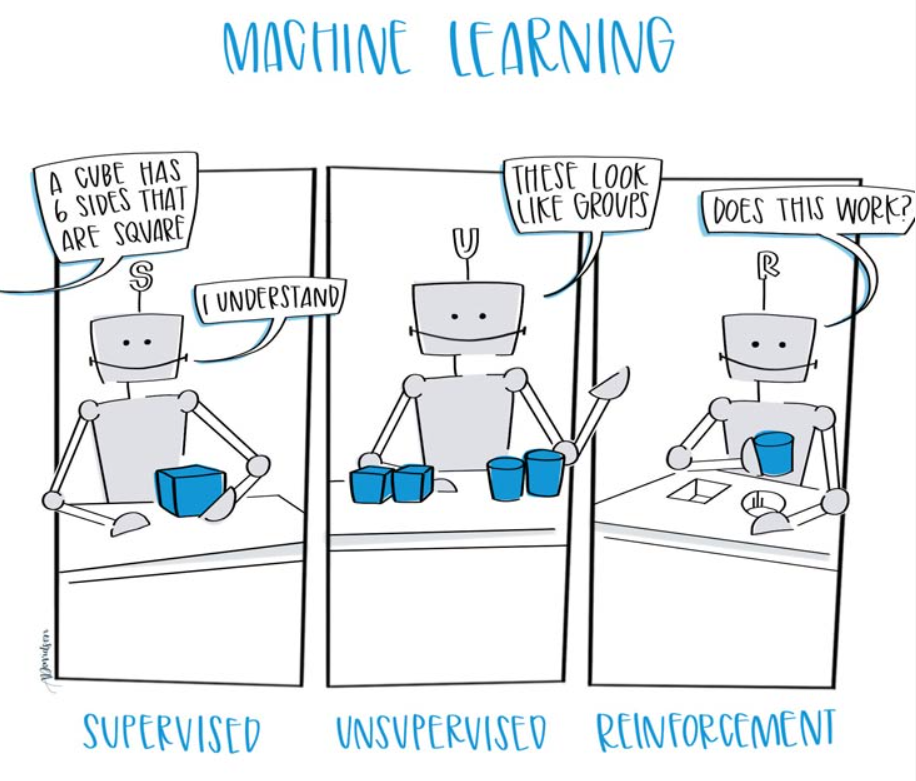 MACHINE LEARNING
A CUBE HAS
6 SIDES THAT
ARE SQUARE
S
I UNDERSTAND
U
THESE LOOK
LIKE GROUPS
R
DOES THIS WORK?
SUPERVISED
UNSUPERVISED
REINFORCEMENT